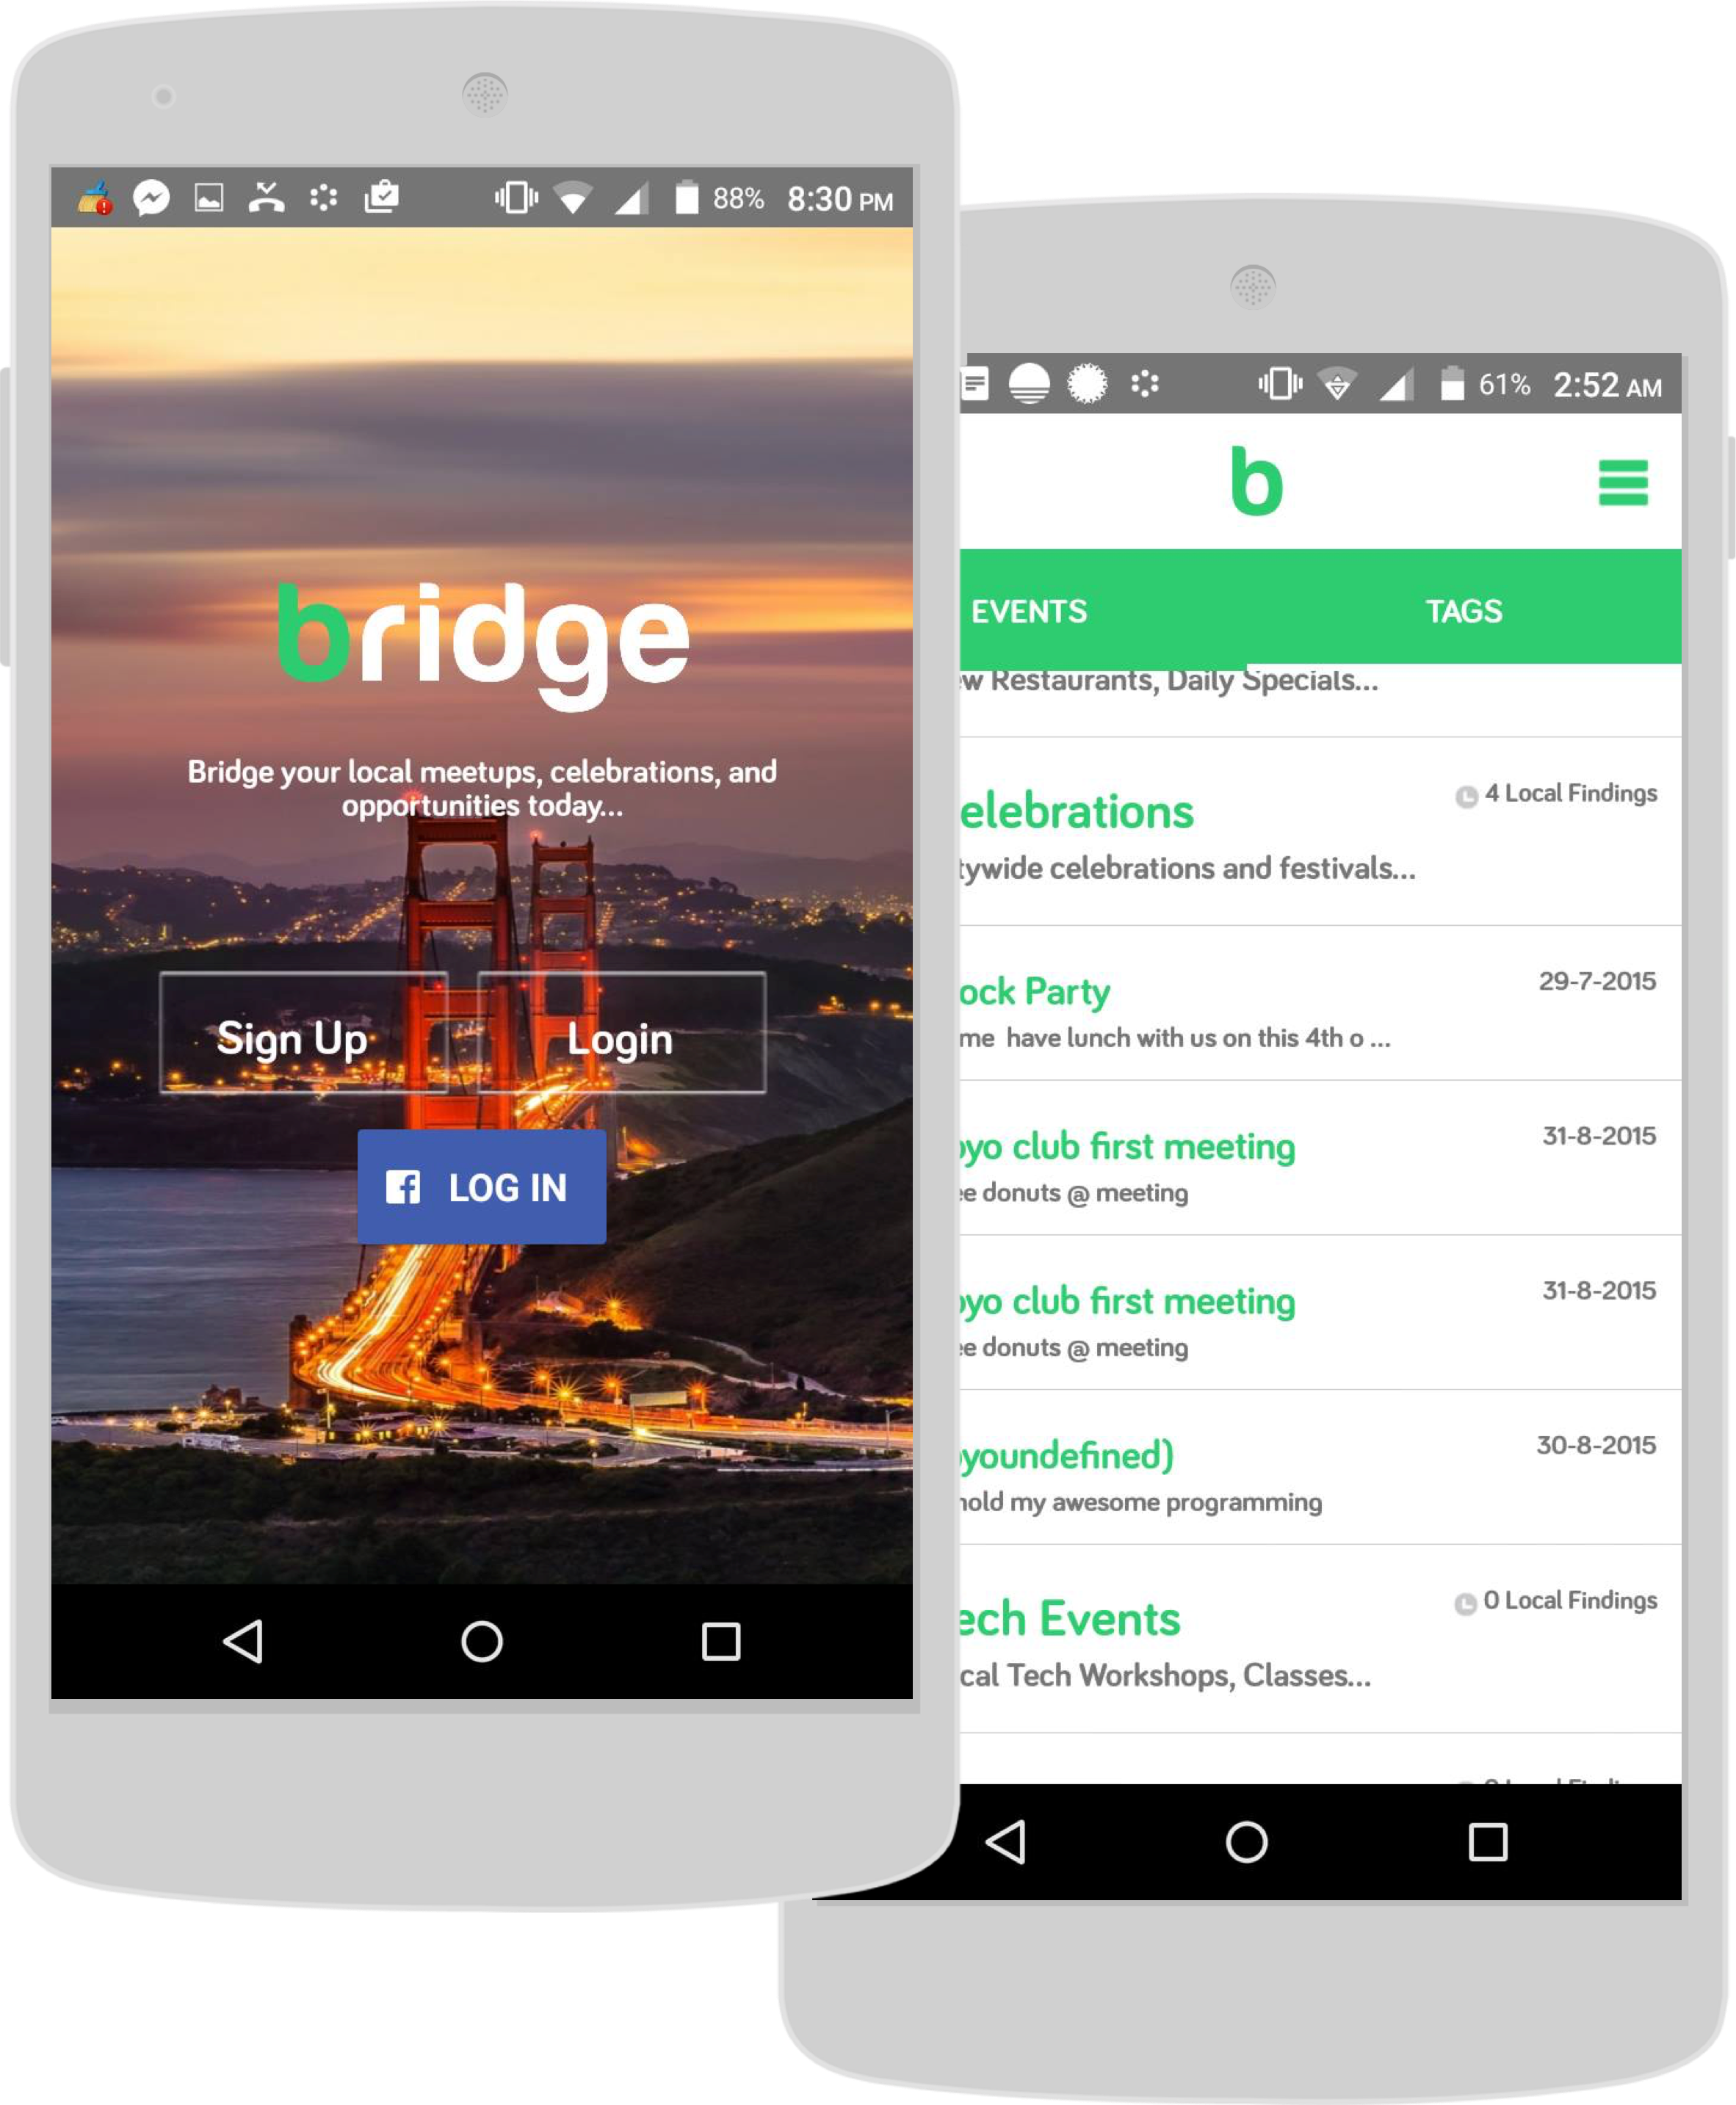 88% 8:30 PM
bridge
Bridge your local meetups, celebrations, and
opportunities today...
Sign Up Login
LOG IN
61% 2:52 AM
b
EVENTS TAGS
Restaurants, Daily Specials...
elebrations 4 Local Findings
tywide celebrations and festivals...
ock Party 29-7-2015
me have lunch with us on this 4th o ...
yo club first meeting 31-8-2015
ee donuts @ meeting
yo club first meeting 31-8-2015
ee donuts @ meeting
youndefined) 30-8-2015
old my awesome programming
ech Events 0 Local Findings
cal Tech Workshops, Classes...